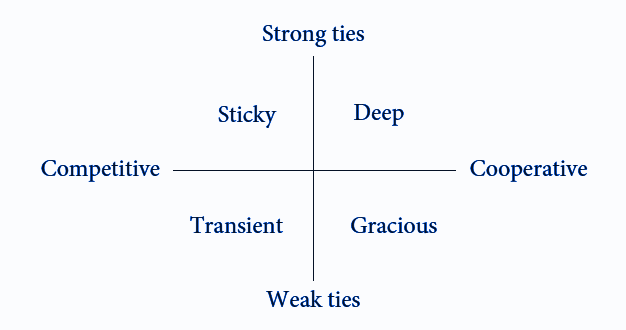 Strong ties
Sticky Deep
Competitive Cooperative
Transient Gracious
Weak ties